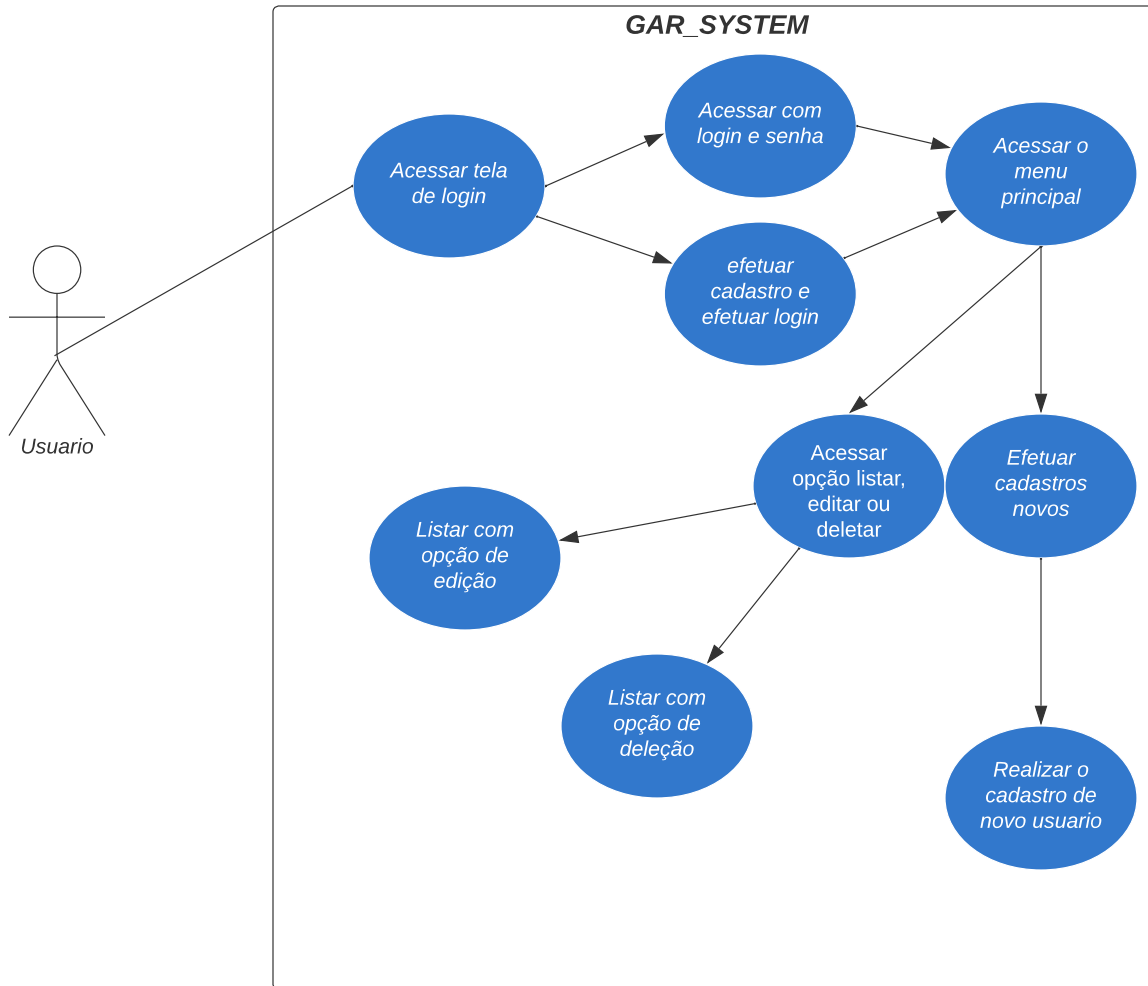 GAR_SYSTEM
Acessar com
login e senha
Acessar o
menu
principal
Acessar tela
de login
efetuar
cadastro e
efetuar login
Usuario
Acessar
opção listar,
editar ou
deletar
Efetuar
cadastros
novos
Listar com
opção de
edição
Listar com
opção de
deleção
Realizar o
cadastro de
novo usuario